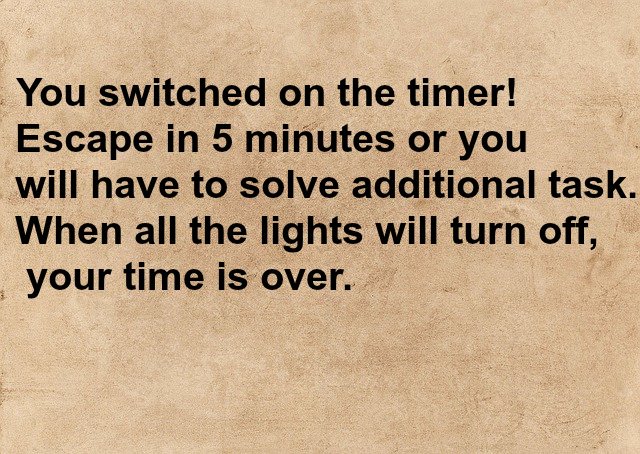 You switched on the timer!
Escape in 5 minutes or you
will have to solve additional task.
When all the lights will turn off,
your time is over.